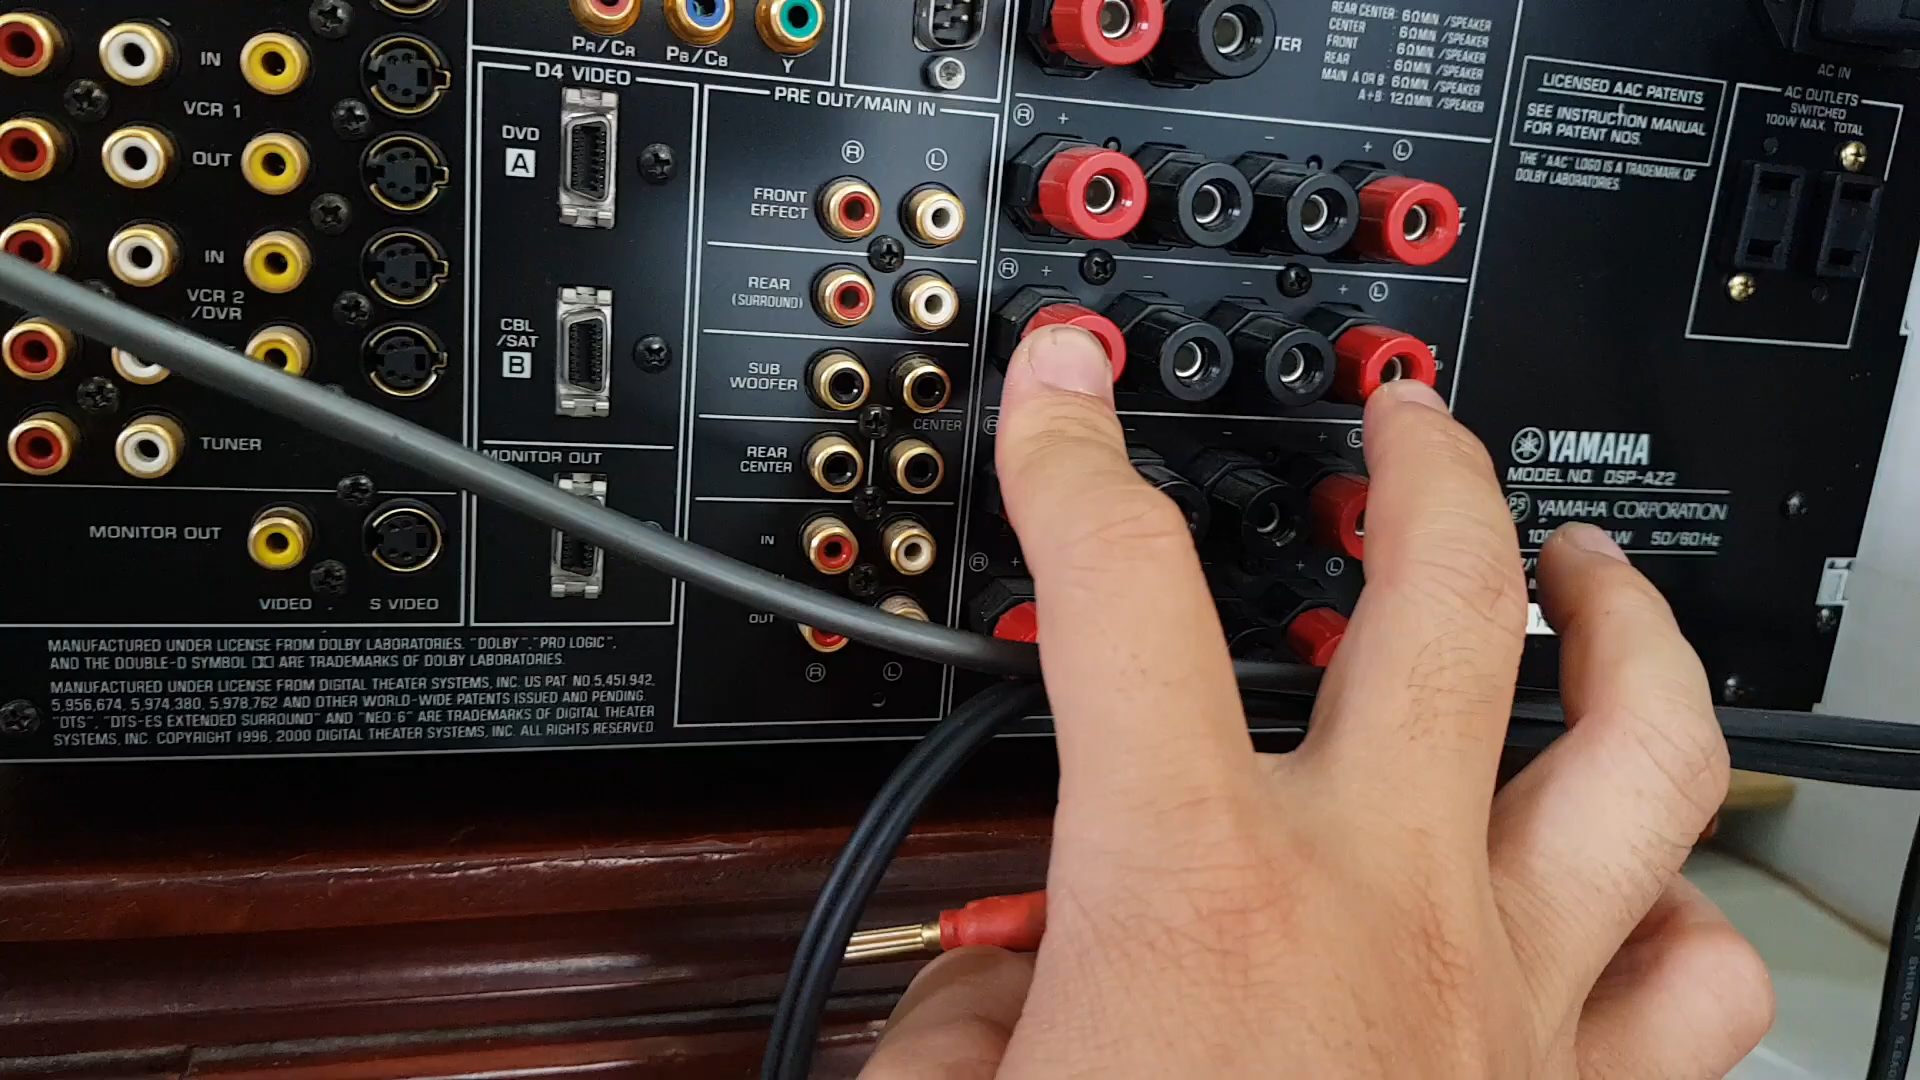 IN
VCR 1
OUT
IN
VCR 2
/DVR
TUNER
MONITOR OUT
VIDEO
S VIDEO
PR/CR
PB/CB
Y
D4 VIDEO
DVD
A
CBL
/SAT
B
MONITOR OUT
PRE OUT/MAIN IN
R
L
FRONT
EFFECT
REAR
(SURROUND)
SUB
WOOFER
CENTER
REAR
CENTER
IN
OUT
R
L
MANUFACTURED UNDER LICENSE FROM DOLBY LABORATORIES. "DOLBY", "PRO LOGIC",
AND THE DOUBLE-D SYMBOL ARE TRADEMARKS OF DOLBY LABORATORIES.
MANUFACTURED UNDER LICENSE FROM DIGITAL THEATER SYSTEMS, INC. US PAT. NO.5,451,942,
5,956,674, 5,974,380, 5,978,762 AND OTHER WORLD-WIDE PATENTS ISSUED AND PENDING.
"DTS", "DTS-ES EXTENDED SURROUND" AND "NEO:6" ARE TRADEMARKS OF DIGITAL THEATER
SYSTEMS, INC. COPYRIGHT 1996, 2000 DIGITAL THEATER SYSTEMS, INC. ALL RIGHTS RESERVED.
REAR CENTER: 6ΩMIN. /SPEAKER
CENTER : 6ΩMIN. /SPEAKER
FRONT : 6ΩMIN. /SPEAKER
REAR : 6ΩMIN. /SPEAKER
MAIN A OR B: 6ΩMIN. /SPEAKER
A+B: 12ΩMIN. /SPEAKER
TER
R + − − + L
R + − − + L
R − + L
R + + L
LICENSED AAC PATENTS
SEE INSTRUCTION MANUAL
FOR PATENT NOS.
THE "AAC" LOGO IS A TRADEMARK OF
DOLBY LABORATORIES.
AC IN
AC OUTLETS
SWITCHED
100W MAX. TOTAL
YAMAHA
MODEL NO. DSP-AZ2
YAMAHA CORPORATION
50/60Hz